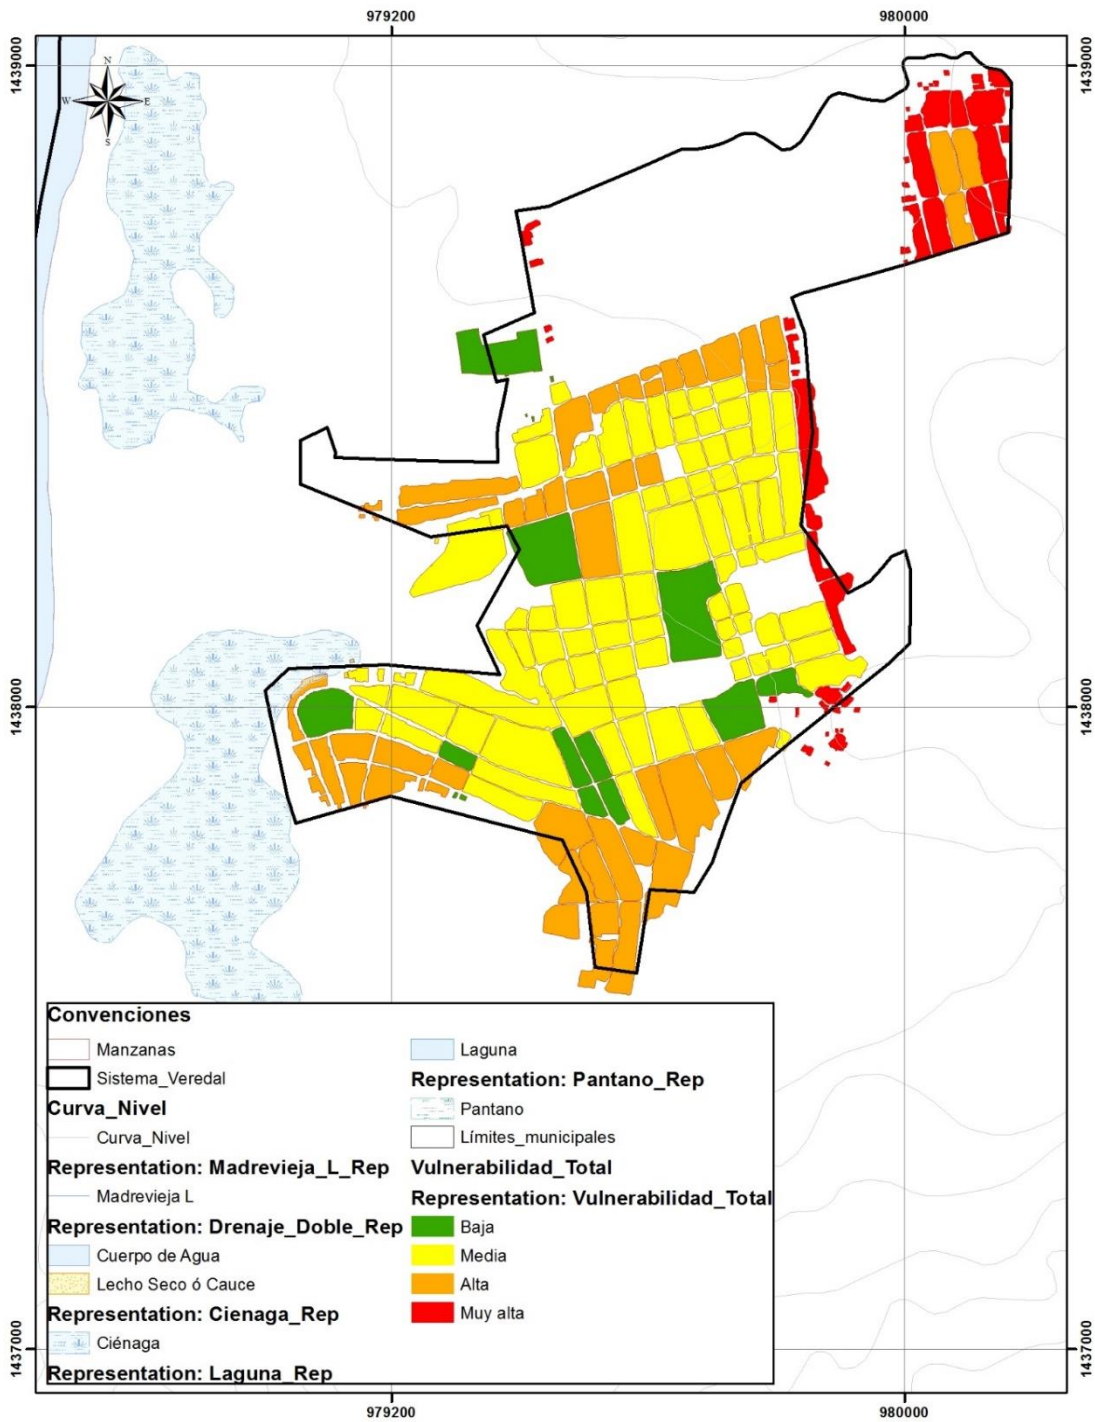 979200
980000
1439000
1439000
N
W
E
S
1438000
1438000
Convenciones
Manzanas
Sistema_Veredal
Curva_Nivel
Curva_Nivel
Representation: Madrevieja_L_Rep
Madrevieja L
Representation: Drenaje_Doble_Rep
Cuerpo de Agua
Lecho Seco ó Cauce
Representation: Cienaga_Rep
Ciénaga
Representation: Laguna_Rep
Laguna
Representation: Pantano_Rep
Pantano
Límites_municipales
Vulnerabilidad_Total
Representation: Vulnerabilidad_Total
Baja
Media
Alta
Muy alta
1437000
1437000
979200
980000